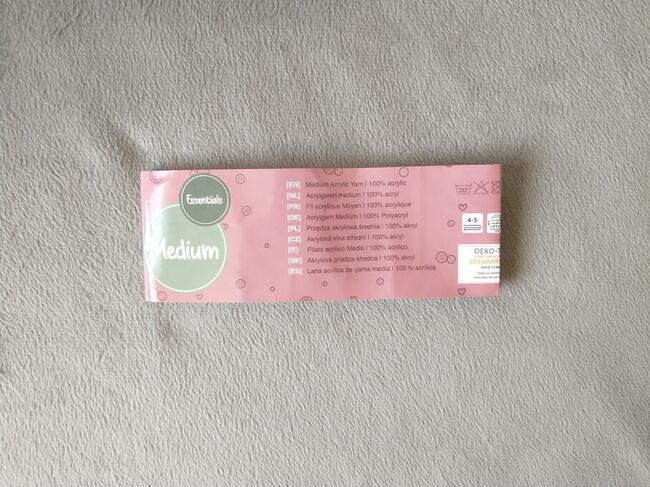 Essentials
Medium
[EN] Medium Acrylic Yarn | 100% acrylic
[NL] Acrylgaren medium | 100% acryl
[FR] Fil acrylique Moyen | 100% acrylique
[DE] Acrylgarn Medium | 100% Polyacryl
[PL] Przędza akrylowa średnia | 100% akryl
[CZ] Akrylová vlna střední | 100% akryl
[IT] Filato acrilico Medio | 100% acrilico
[SK] Akrylová priadza stredná | 100% akryl
[ES] Lana acrílica de gama media | 100 % acrílica
30°
4-5
OEKO-T
STANDAR